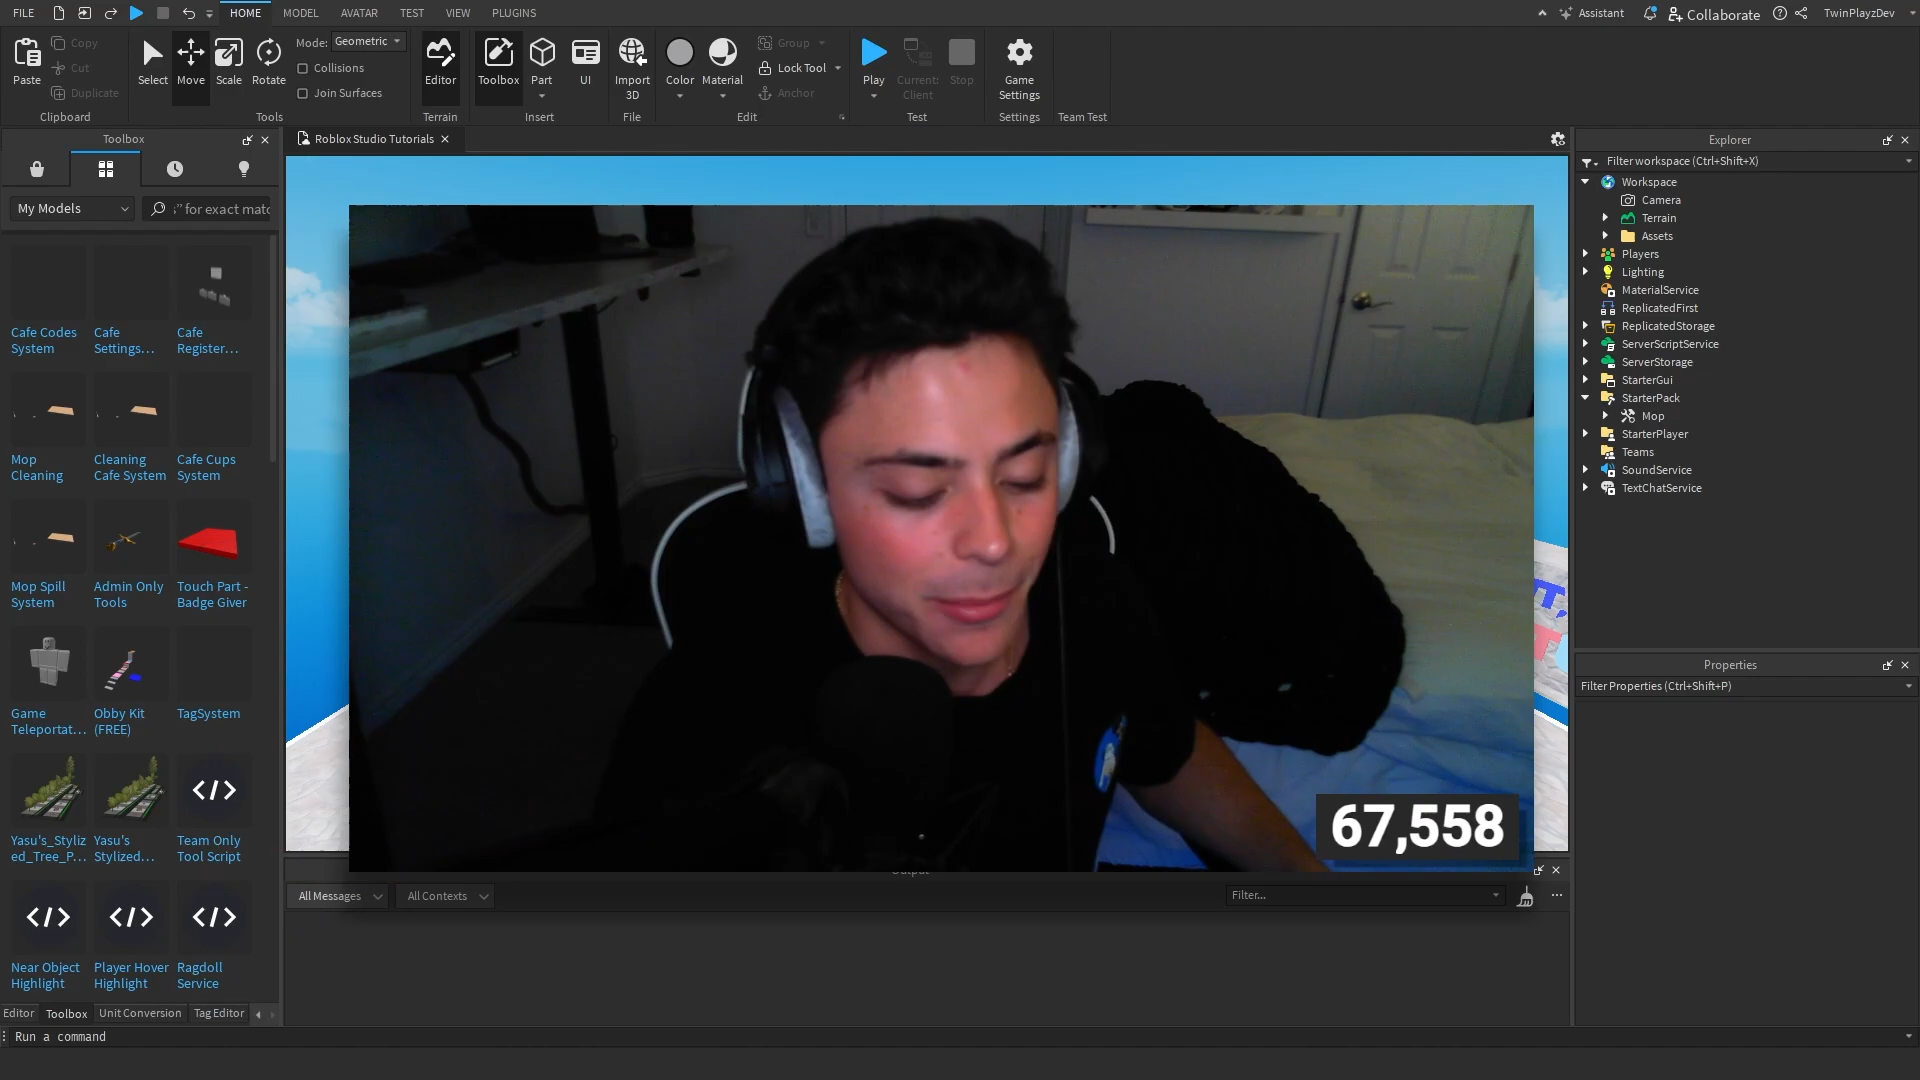 FILE
HOME
MODEL
AVATAR
TEST
VIEW
PLUGINS
Assistant
Collaborate
TwinPlayzDev
Paste
Copy
Cut
Duplicate
Clipboard
Select
Move
Scale
Rotate
Mode:
Geometric
Collisions
Join Surfaces
Tools
Editor
Terrain
Toolbox
Part
UI
Insert
Import
3D
File
Color
Material
Group
Lock Tool
Anchor
Edit
Play
Current:
Client
Stop
Test
Game
Settings
Settings
Team Test
Toolbox
My Models
" for exact matc
Cafe Codes
System
Cafe
Settings...
Cafe
Register...
Mop
Cleaning
Cleaning
Cafe System
Cafe Cups
System
Mop Spill
System
Admin Only
Tools
Touch Part -
Badge Giver
Game
Teleportat...
Obby Kit
(FREE)
TagSystem
Yasu's_Styliz
ed_Tree_P...
Yasu's
Stylized...
Team Only
Tool Script
Near Object
Highlight
Player Hover
Highlight
Ragdoll
Service
Editor
Toolbox
Unit Conversion
Tag Editor
Run a command
Roblox Studio Tutorials
67,558
Output
All Messages
All Contexts
Filter...
Explorer
Filter workspace (Ctrl+Shift+X)
Workspace
Camera
Terrain
Assets
Players
Lighting
MaterialService
ReplicatedFirst
ReplicatedStorage
ServerScriptService
ServerStorage
StarterGui
StarterPack
Mop
StarterPlayer
Teams
SoundService
TextChatService
Properties
Filter Properties (Ctrl+Shift+P)